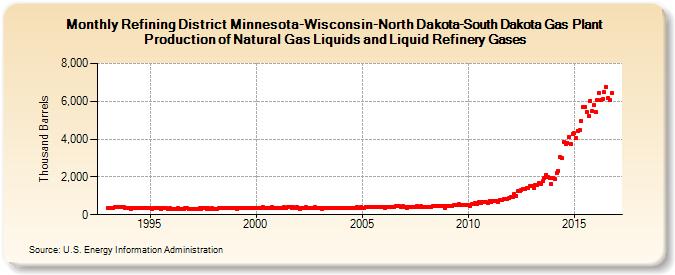 Monthly Refining District Minnesota-Wisconsin-North Dakota-South Dakota Gas Plant
Production of Natural Gas Liquids and Liquid Refinery Gases
Thousand Barrels
8,000
6,000
4,000
2,000
0
1995
2000
2005
2010
2015
Source: U.S. Energy Information Administration